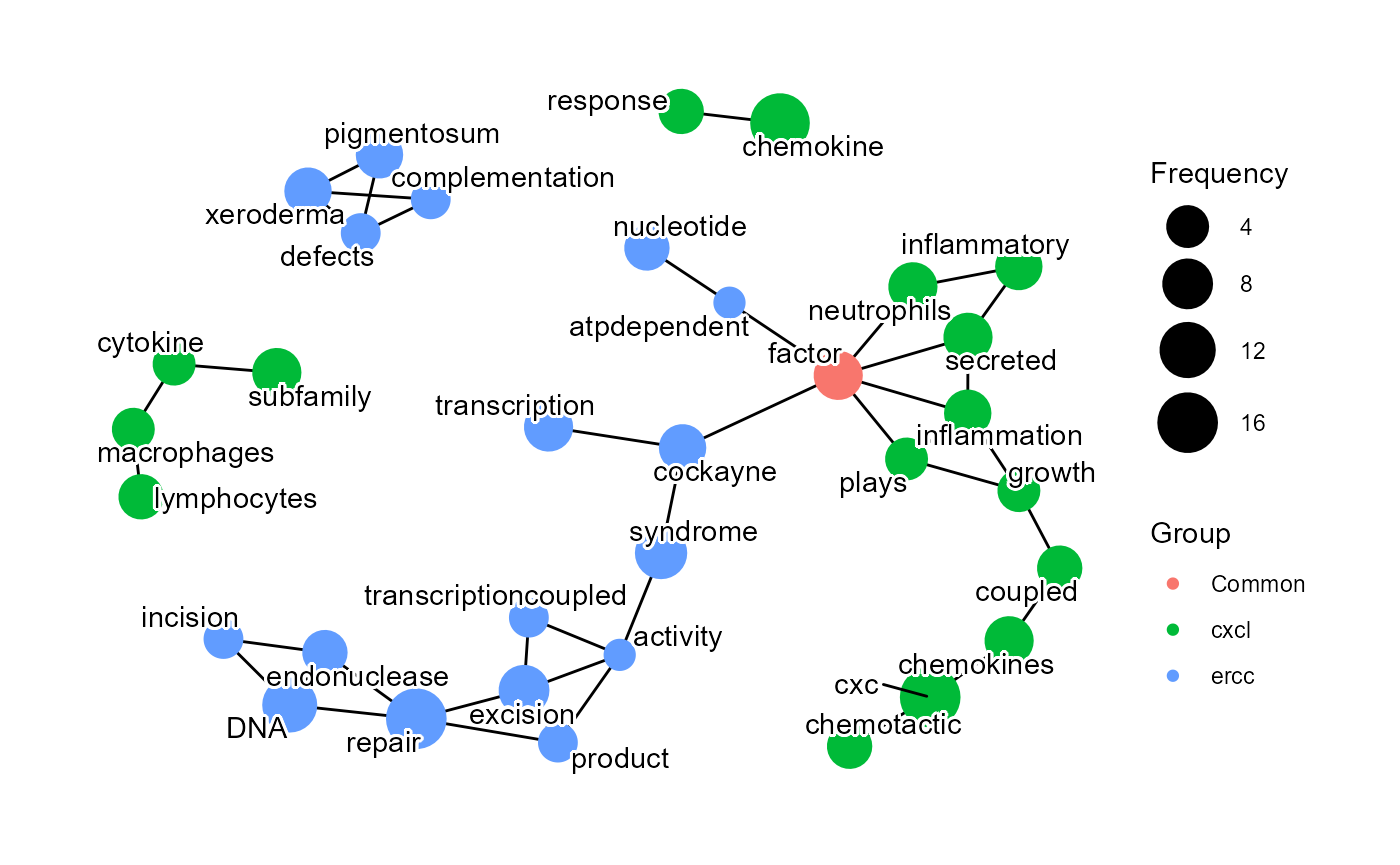 response
chemokine
pigmentosum
complementation
xeroderma
defects
nucleotide
inflammatory
neutrophils
atpdependent
cytokine
factor
secreted
subfamily
transcription
inflammation
macrophages
cockayne
growth
plays
lymphocytes
syndrome
transcriptioncoupled
coupled
incision
activity
chemokines
endonuclease
cxc
excision
chemotactic
DNA
repair
product
Frequency
4
8
12
16
Group
Common
cxcl
ercc